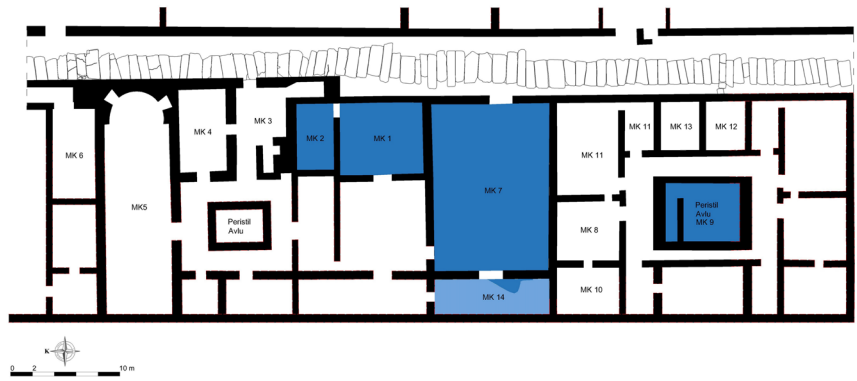 MK 6
MK5
MK 4
MK 3
MK 2
MK 1
Peristil
Avlu
MK 7
MK 14
MK 11
MK 8
MK 10
MK 11
MK 13
MK 12
Peristil
Avlu
MK 9
K
0 2 10 m